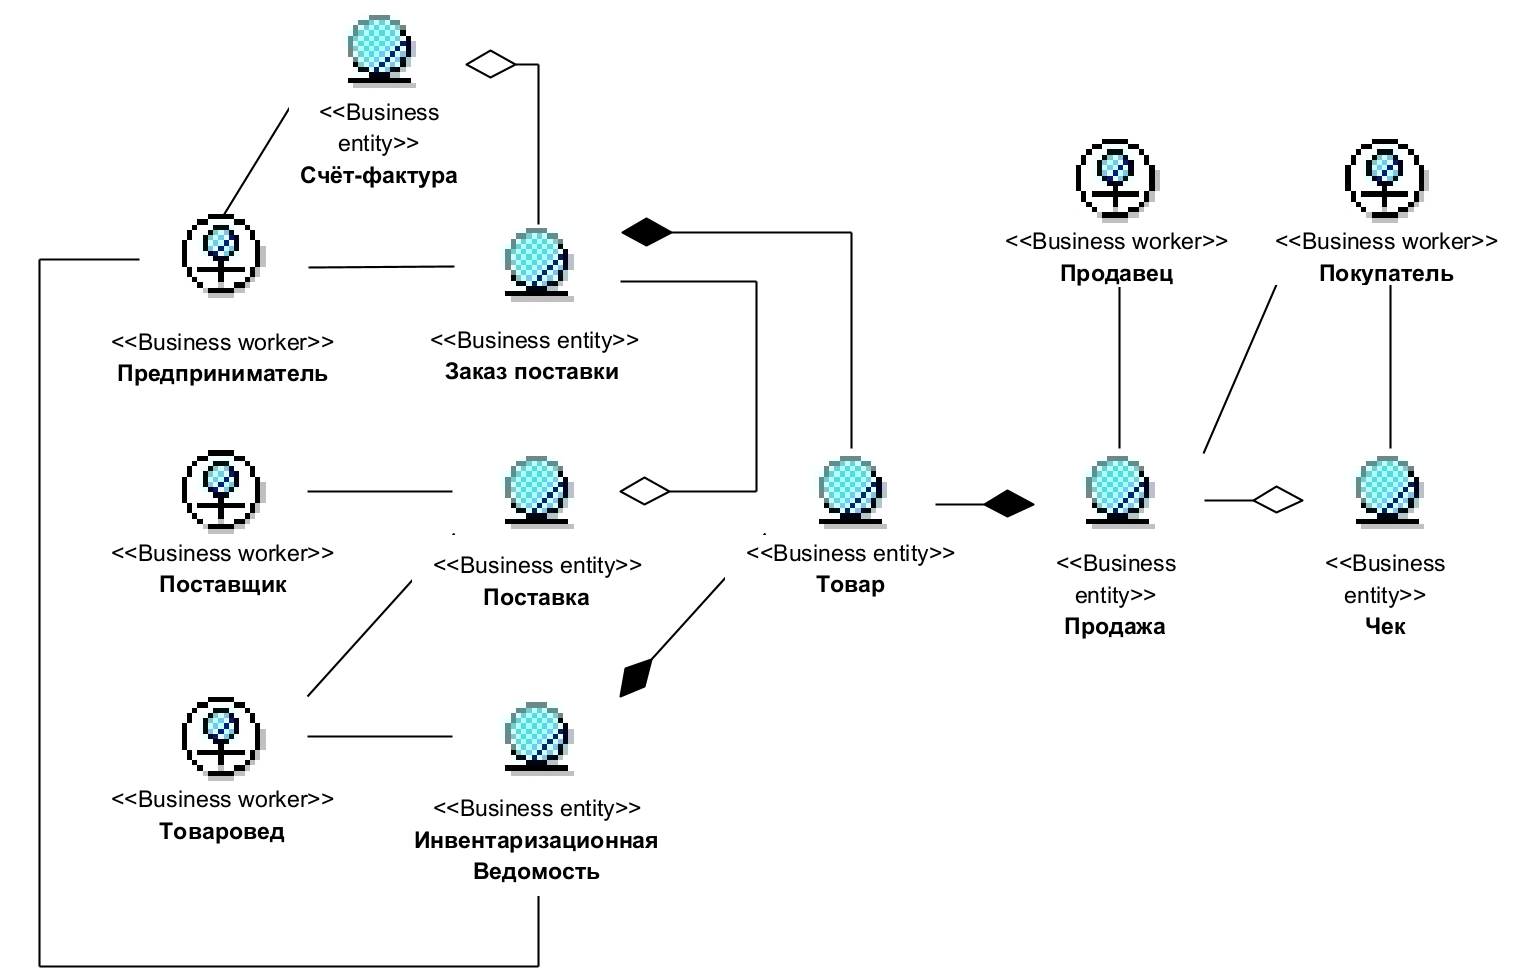 <<Business
entity>>
Счёт-фактура
<<Business worker>>
Продавец
<<Business worker>>
Покупатель
<<Business worker>>
Предприниматель
<<Business entity>>
Заказ поставки
<<Business worker>>
Поставщик
<<Business entity>>
Поставка
<<Business entity>>
Товар
<<Business
entity>>
Продажа
<<Business
entity>>
Чек
<<Business worker>>
Товаровед
<<Business entity>>
Инвентаризационная
Ведомость